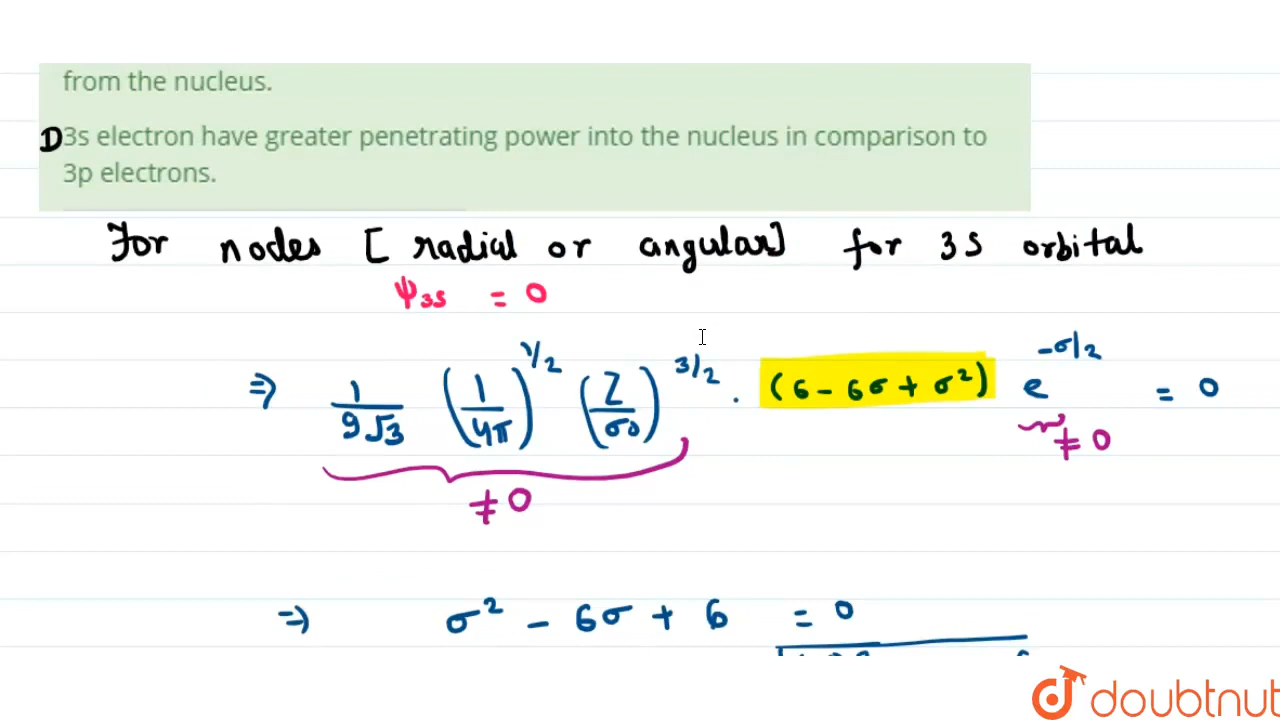 from the nucleus.
D 3s electron have greater penetrating power into the nucleus in comparison to
3p electrons.
For nodes [ radial or angular] for 3S orbital
ψ3s = 0
⇒ 1/9√3 (1/4π)^1/2 (Z/σ0)^3/2 . (6 - 6σ + σ²) e^-σ/2 = 0
≠ 0
≠ 0
⇒ σ² - 6σ + 6 = 0
doubtnut